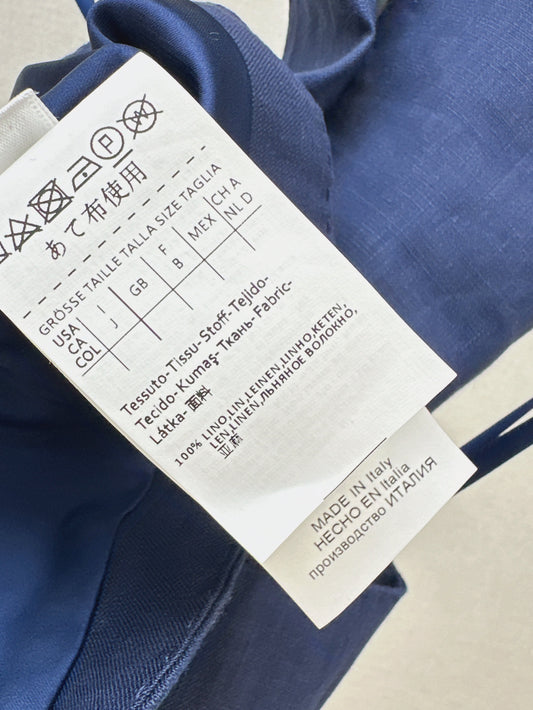 P
W
あて布使用
GRÖSSE TAILLE TALLA SIZE TAGLIA
USA I GB F MEX CH A
CA J B NL D
COL
Tessuto-Tissu-Stoff-Tejido-
Tecido-Kumaş-Ткань-Fabric-
Látka-面料
100% LINO,LIN,LEINEN,LINHO,KETEN,
LEN,LINEN,ЛЬНЯНОЕ ВОЛОКНО,
亚麻
MADE IN Italy
HECHO EN Italia
производство ИТАЛИЯ